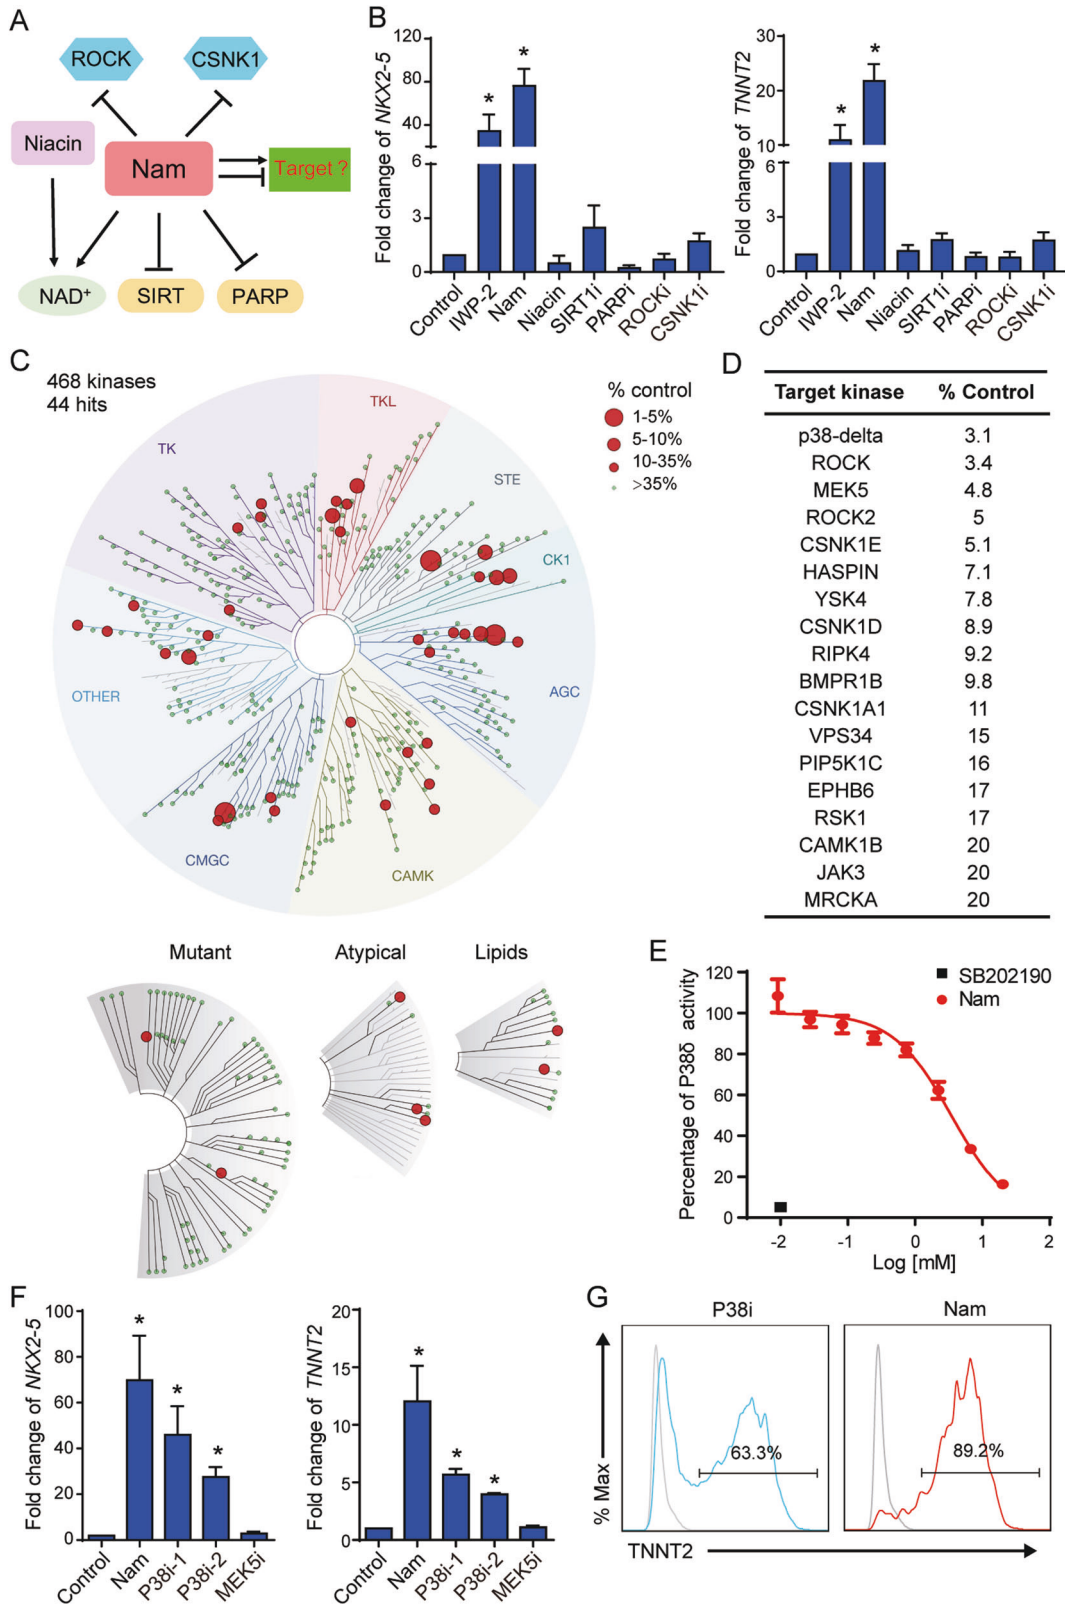 A
ROCK
CSNK1
Niacin
Nam
Target ?
NAD+
SIRT
PARP
B
Fold change of NKX2-5
120
80
40
6
3
0
Control
IWP-2
Nam
Niacin
SIRT1i
PARPi
ROCKi
CSNK1i
*
*
Fold change of TNNT2
30
20
10
6
3
0
Control
IWP-2
Nam
Niacin
SIRT1i
PARPi
ROCKi
CSNK1i
*
*
C
468 kinases
44 hits
% control
1-5%
5-10%
10-35%
>35%
TK
TKL
STE
CK1
AGC
CAMK
CMGC
OTHER
Mutant
Atypical
Lipids
D
Target kinase % Control
p38-delta 3.1
ROCK 3.4
MEK5 4.8
ROCK2 5
CSNK1E 5.1
HASPIN 7.1
YSK4 7.8
CSNK1D 8.9
RIPK4 9.2
BMPR1B 9.8
CSNK1A1 11
VPS34 15
PIP5K1C 16
EPHB6 17
RSK1 17
CAMK1B 20
JAK3 20
MRCKA 20
E
Percentage of P38δ activity
120
100
80
60
40
20
0
-2 -1 0 1 2
Log [mM]
SB202190
Nam
F
Fold change of NKX2-5
100
80
60
40
20
0
*
*
*
Control
Nam
P38i-1
P38i-2
MEK5i
Fold change of TNNT2
20
15
10
5
0
*
*
*
Control
Nam
P38i-1
P38i-2
MEK5i
G
P38i
Nam
% Max
63.3%
89.2%
TNNT2